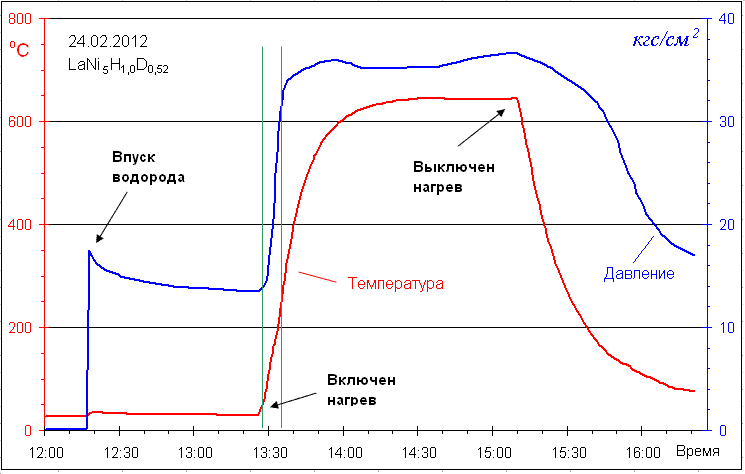 800
40
°C
24.02.2012
LaNi5H1,0D0,52
кгс/см²
600
30
Впуск
водорода
Выключен
нагрев
400
20
Температура
Давление
200
10
Включен
нагрев
0
0
12:00 12:30 13:00 13:30 14:00 14:30 15:00 15:30 16:00 Время